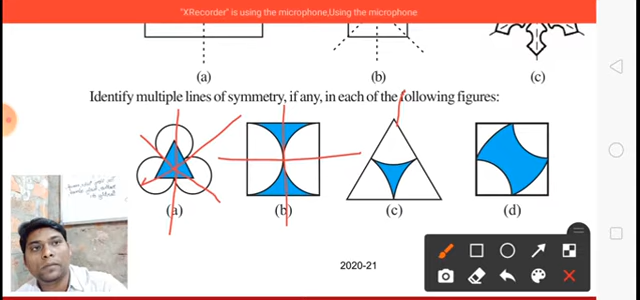 "XRecorder" is using the microphone,Using the microphone
(a) (b) (c)
Identify multiple lines of symmetry, if any, in each of the following figures:
(a) (b) (c) (d)
2020-21